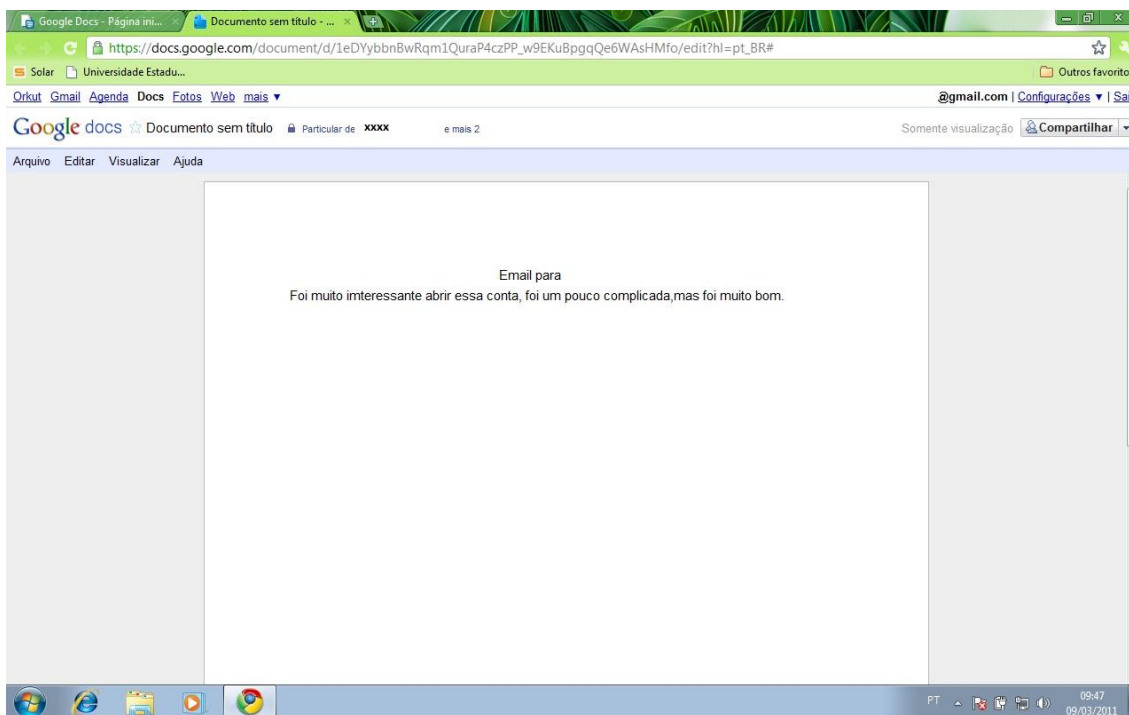 Google Docs - Página ini...
Documento sem título - ...
https://docs.google.com/document/d/1eDYybbnBwRqm1QuraP4czPP_w9EKuBpgqQe6WAsHMfo/edit?hl=pt_BR#
Solar Universidade Estadu... Outros favorito
Orkut Gmail Agenda Docs Fotos Web mais ▼ @gmail.com | Configurações ▼ | Sai
Google docs Documento sem título Particular de xxxx e mais 2 Somente visualização Compartilhar
Arquivo Editar Visualizar Ajuda
Email para
Foi muito imteressante abrir essa conta, foi um pouco complicada,mas foi muito bom.
PT 09:47
09/03/2011